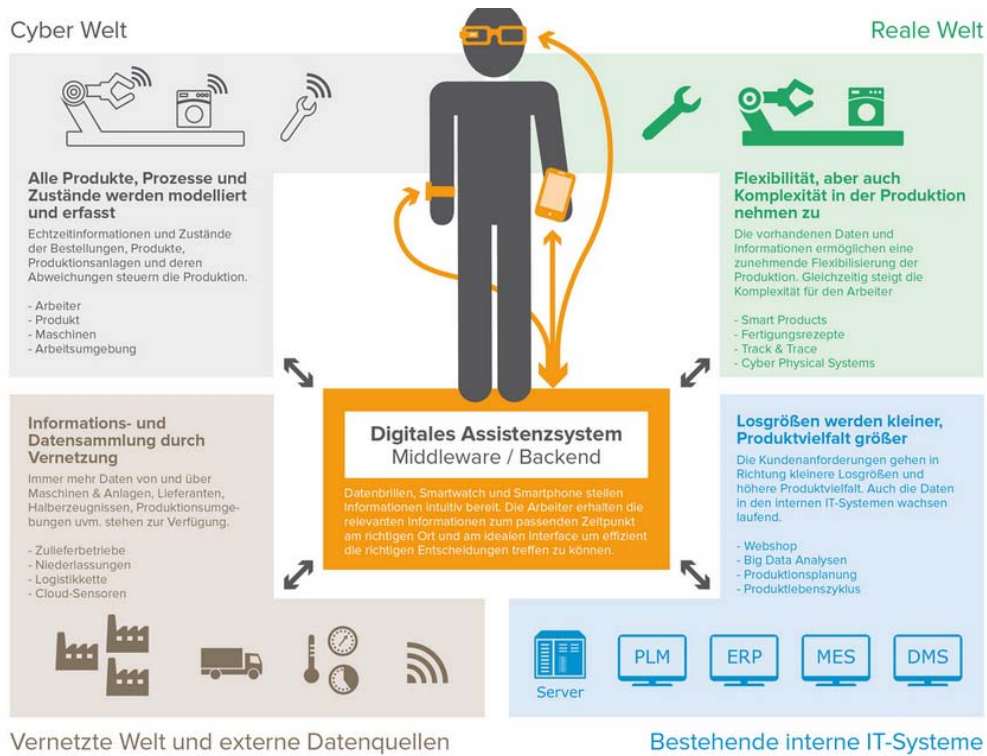 Cyber Welt
Reale Welt
Alle Produkte, Prozesse und
Zustände werden modelliert
und erfasst
Echtzeitinformationen und Zustände
der Bestellungen, Produkte,
Produktionsanlagen und deren
Abweichungen steuern die Produktion.
- Arbeiter
- Produkt
- Maschinen
- Arbeitsumgebung
Flexibilität, aber auch
Komplexität in der Produktion
nehmen zu
Die vorhandenen Daten und
Informationen ermöglichen eine
zunehmende Flexibilisierung der
Produktion. Gleichzeitig steigt die
Komplexität für den Arbeiter
- Smart Products
- Fertigungsrezepte
- Track & Trace
- Cyber Physical Systems
Digitales Assistenzsystem
Middleware / Backend
Datenbrillen, Smartwatch und Smartphone stellen
Informationen intuitiv bereit. Die Arbeiter erhalten die
relevanten Informationen zum passenden Zeitpunkt
am richtigen Ort und am idealen Interface um effizient
die richtigen Entscheidungen treffen zu können.
Informations- und
Datensammlung durch
Vernetzung
Immer mehr Daten von und über
Maschinen & Anlagen, Lieferanten,
Halberzeugnissen, Produktionsumge-
bungen uvm. stehen zur Verfügung.
- Zulieferbetriebe
- Niederlassungen
- Logistikkette
- Cloud-Sensoren
Losgrößen werden kleiner,
Produktvielfalt größer
Die Kundenanforderungen gehen in
Richtung kleinere Losgrößen und
höhere Produktvielfalt. Auch die Daten
in den internen IT-Systemen wachsen
laufend.
- Webshop
- Big Data Analysen
- Produktionsplanung
- Produktlebenszyklus
Server
PLM
ERP
MES
DMS
Vernetzte Welt und externe Datenquellen
Bestehende interne IT-Systeme